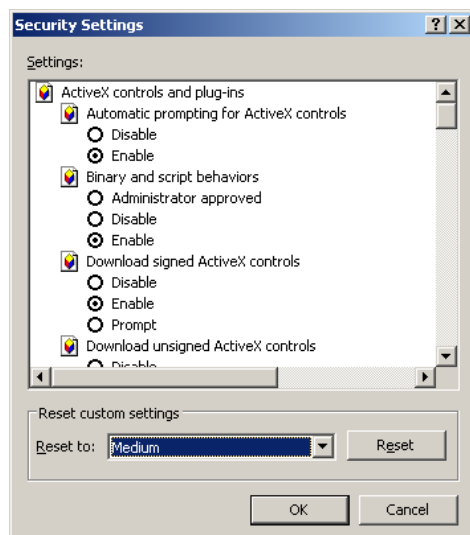 Security Settings
Settings:
ActiveX controls and plug-ins
Automatic prompting for ActiveX controls
Disable
Enable
Binary and script behaviors
Administrator approved
Disable
Enable
Download signed ActiveX controls
Disable
Enable
Prompt
Download unsigned ActiveX controls
Disable
Reset custom settings
Reset to: Medium Reset
OK Cancel